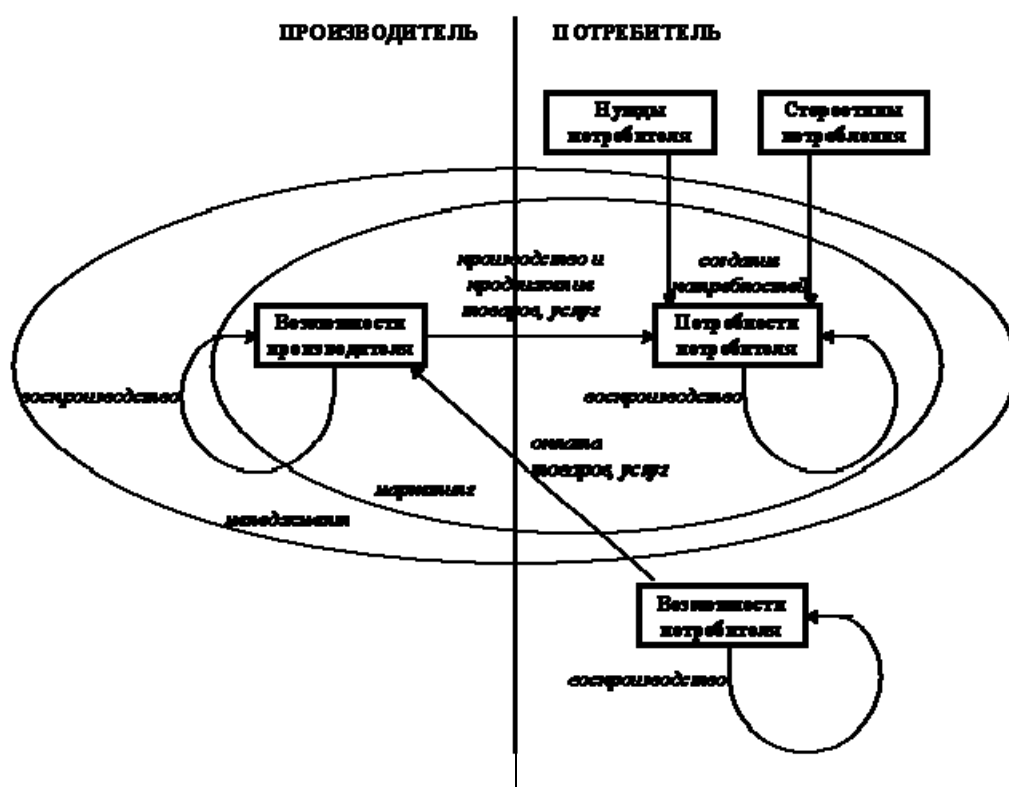 ПРОИЗВОДИТЕЛЬ
ПОТРЕБИТЕЛЬ
Нужды
потребителя
Стереотипы
потребления
производство и
продвижение
товаров, услуг
создание
потребностей
Возможности
производителя
Потребности
потребителя
воспроизводство
воспроизводство
оплата
товаров, услуг
маркетинг
менеджмент
Возможности
потребителя
воспроизводство